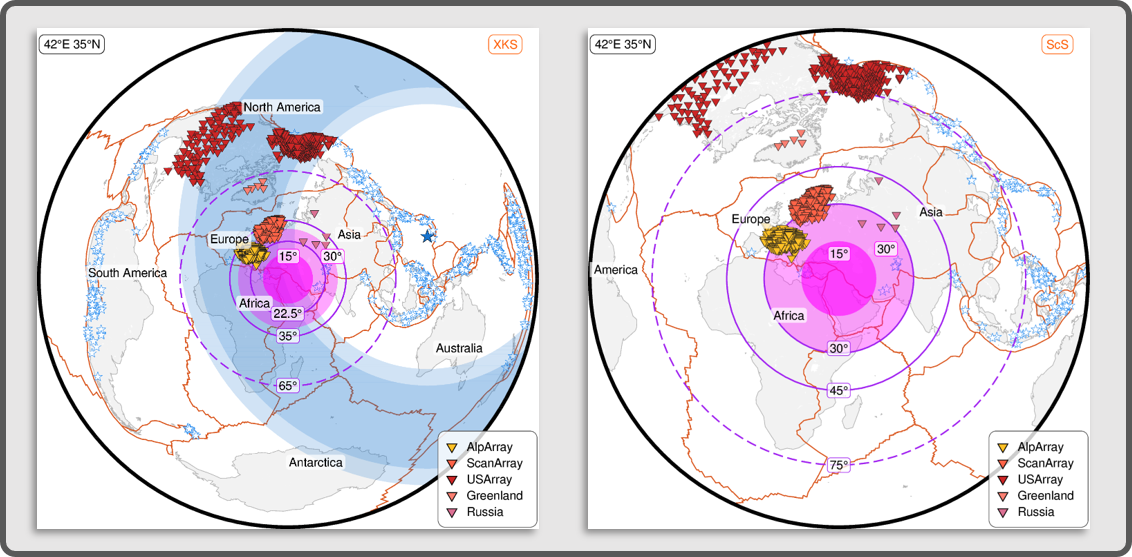 42°E 35°N
XKS
North America
Europe
Asia
15°
30°
South America
Africa
22.5°
35°
Australia
65°
Antarctica
AlpArray
ScanArray
USArray
Greenland
Russia
42°E 35°N
ScS
Europe
Asia
15°
30°
America
Africa
30°
45°
75°
AlpArray
ScanArray
USArray
Greenland
Russia